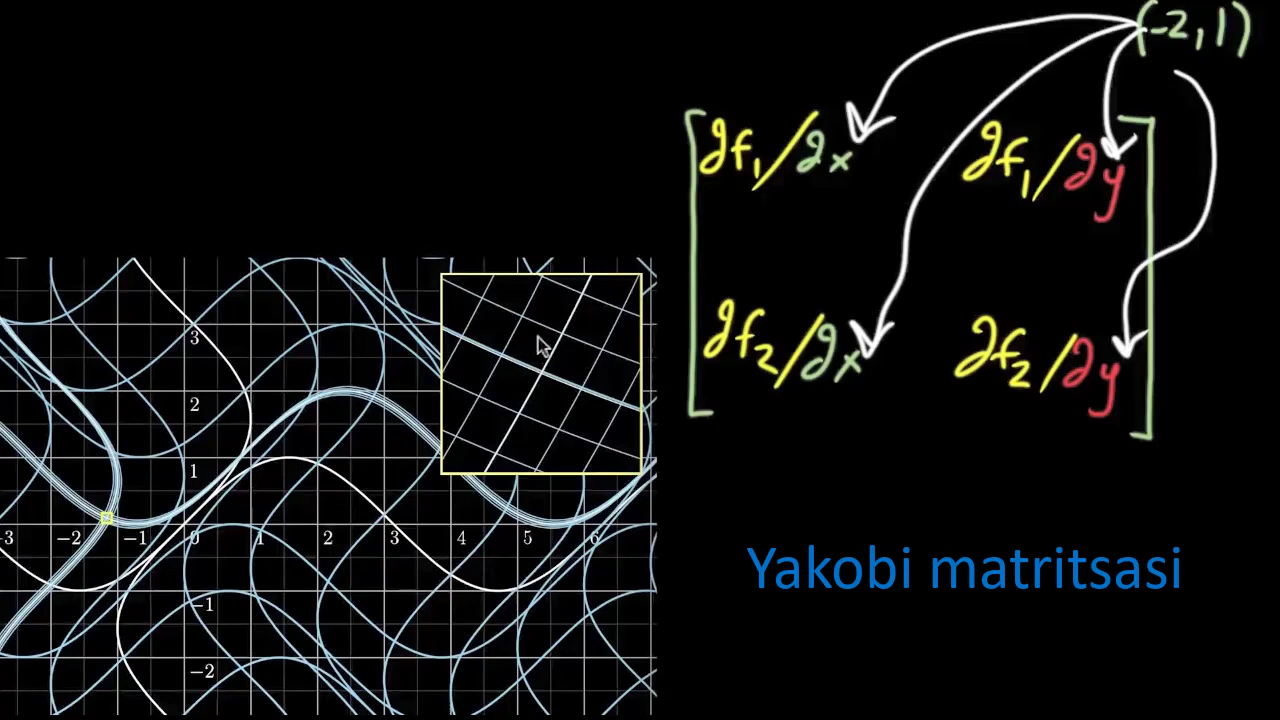 (-2,1)
∂f₁/∂x ∂f₁/∂y
∂f₂/∂x ∂f₂/∂y
3
2
1
-3 -2 -1 0 1 2 3 4 5 6
-1
-2
Yakobi matritsasi